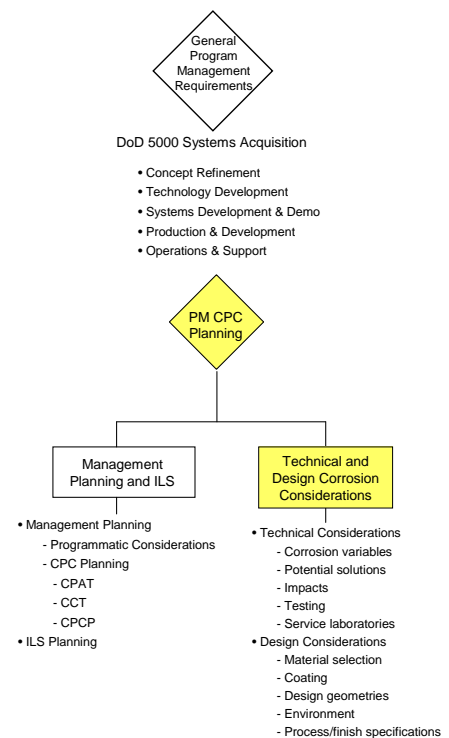 General
Program
Management
Requirements
DoD 5000 Systems Acquisition
• Concept Refinement
• Technology Development
• Systems Development & Demo
• Production & Development
• Operations & Support
PM CPC
Planning
Management
Planning and ILS
• Management Planning
- Programmatic Considerations
- CPC Planning
- CPAT
- CCT
- CPCP
• ILS Planning
Technical and
Design Corrosion
Considerations
• Technical Considerations
- Corrosion variables
- Potential solutions
- Impacts
- Testing
- Service laboratories
• Design Considerations
- Material selection
- Coating
- Design geometries
- Environment
- Process/finish specifications